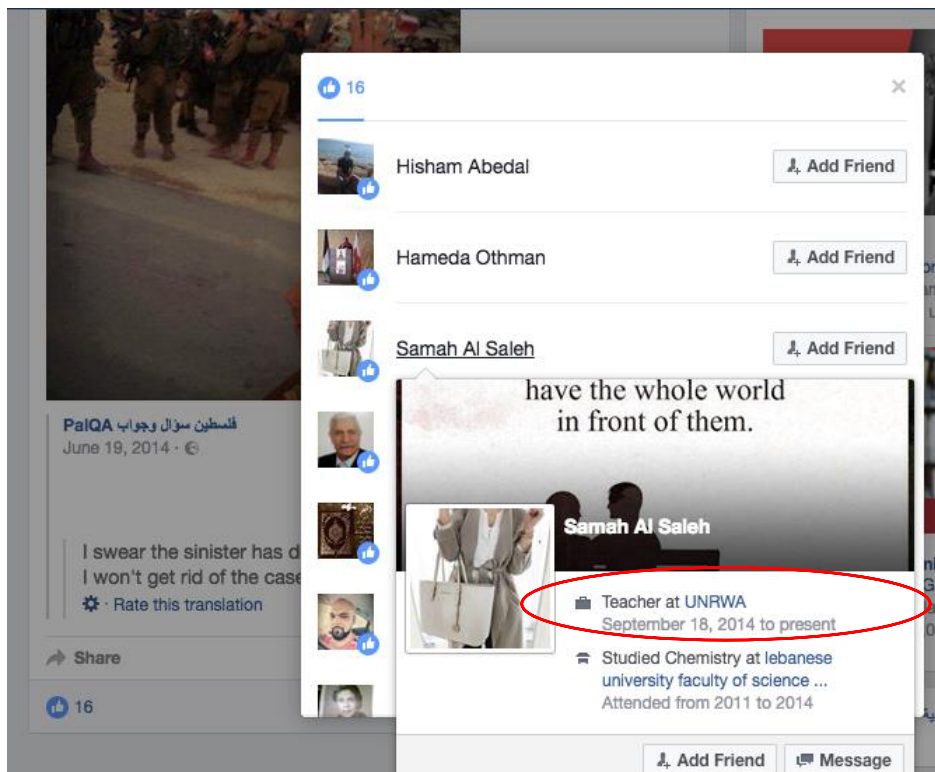 16
Hisham Abedal
Add Friend
Hameda Othman
Add Friend
Samah Al Saleh
Add Friend
have the whole world
in front of them.
Samah Al Saleh
Teacher at UNRWA
September 18, 2014 to present
Studied Chemistry at lebanese
university faculty of science ...
Attended from 2011 to 2014
Add Friend
Message
فلسطين سؤال وجواب PalQA
June 19, 2014 ·
I swear the sinister has d
I won't get rid of the case
· Rate this translation
Share
16